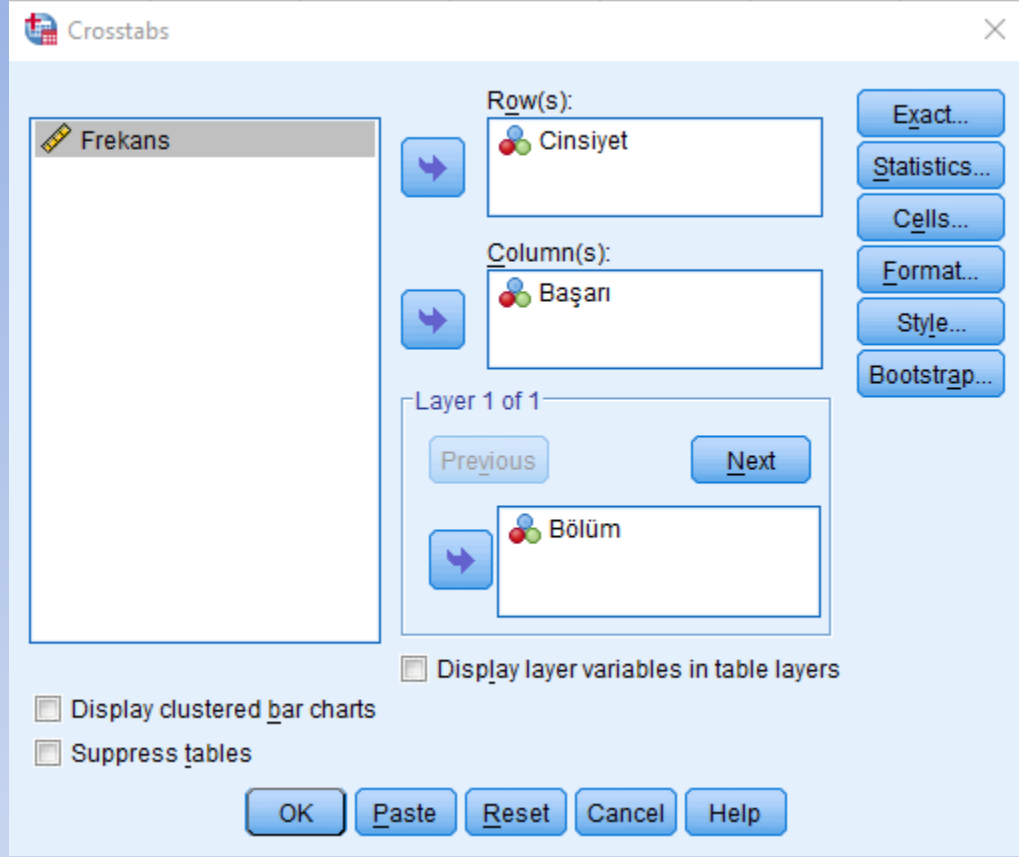 Crosstabs
Frekans
Row(s):
Cinsiyet
Column(s):
Başarı
Layer 1 of 1
Previous
Next
Bölüm
Display layer variables in table layers
Display clustered bar charts
Suppress tables
Exact...
Statistics...
Cells...
Format...
Style...
Bootstrap...
OK
Paste
Reset
Cancel
Help